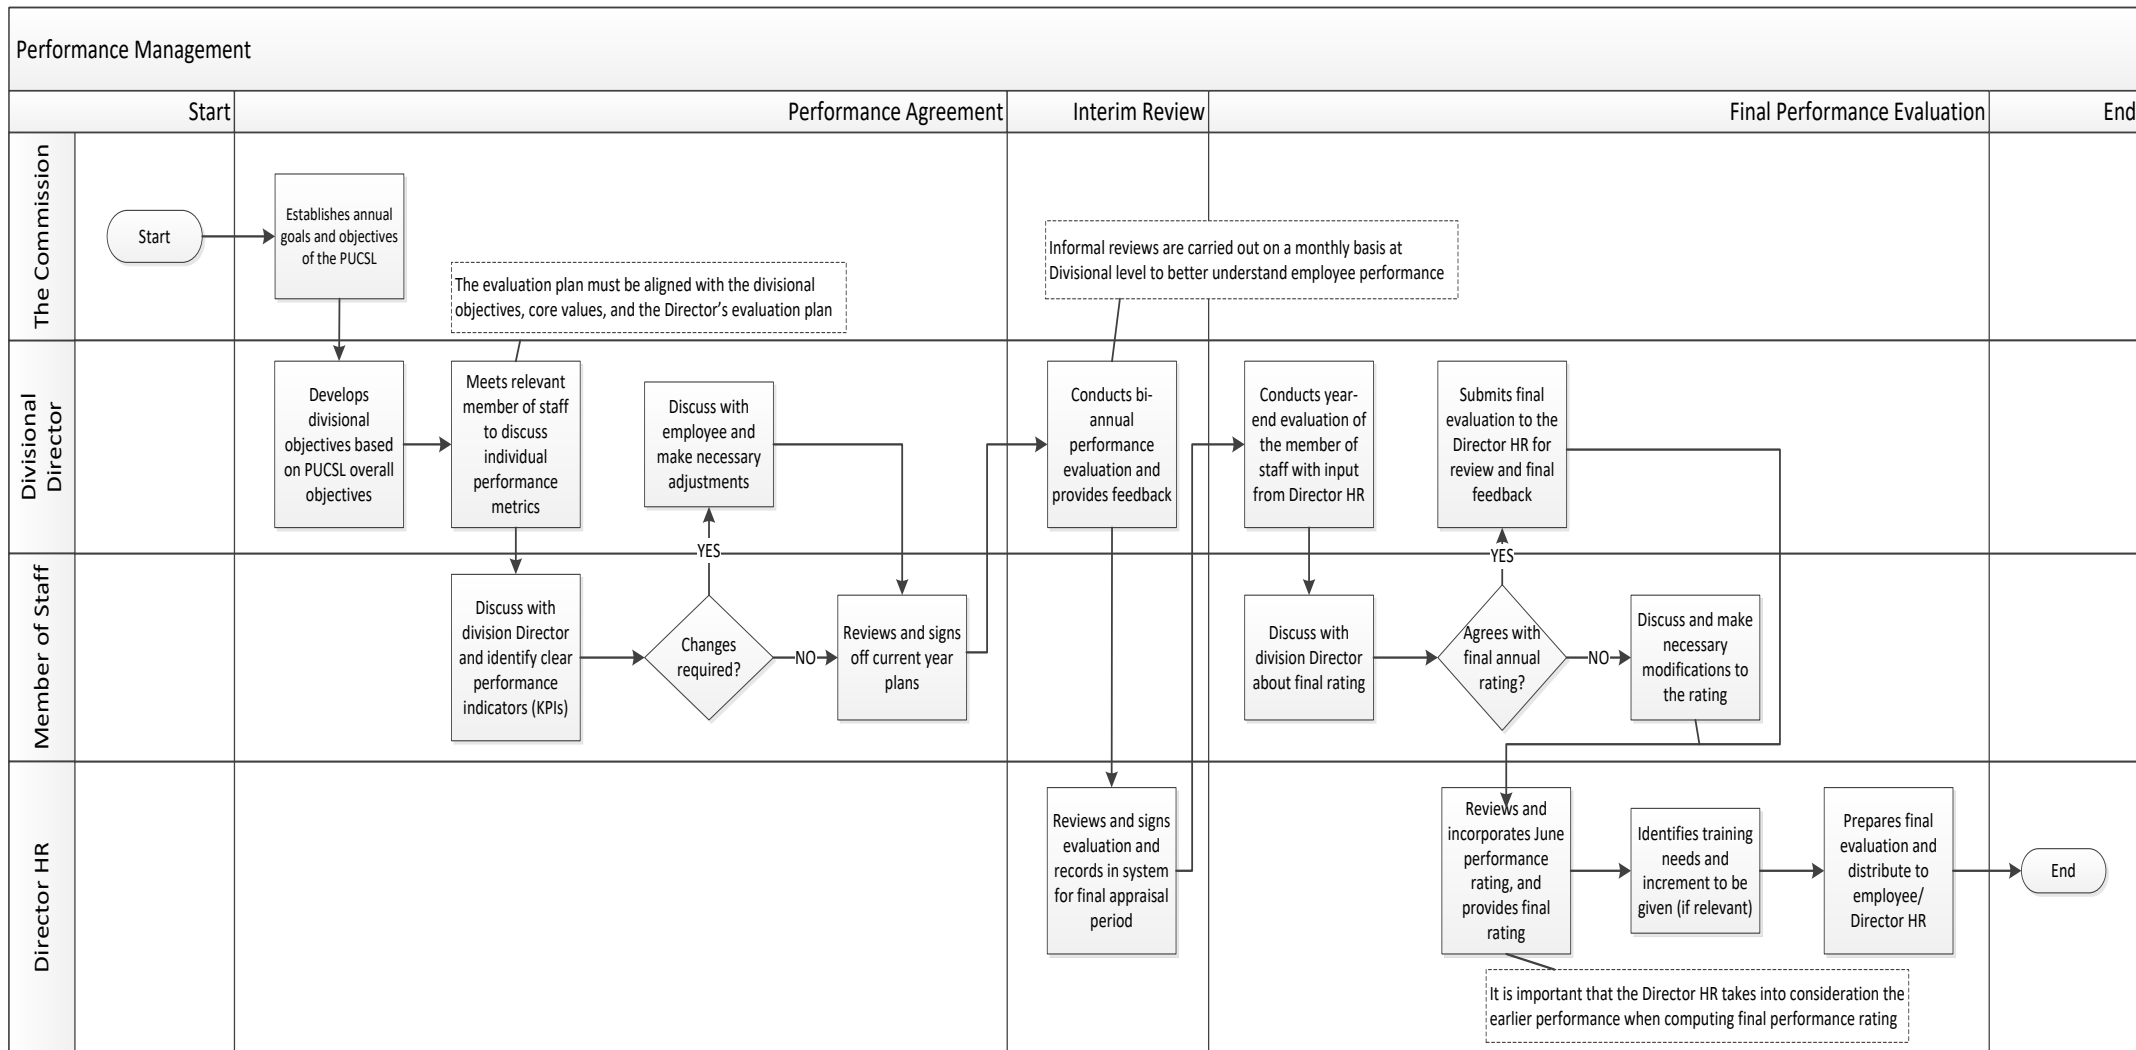 Performance Management
Start
Performance Agreement
Interim Review
Final Performance Evaluation
End
The Commission
Start
Establishes annual
goals and objectives
of the PUCSL
The evaluation plan must be aligned with the divisional
objectives, core values, and the Director’s evaluation plan
Informal reviews are carried out on a monthly basis at
Divisional level to better understand employee performance
Divisional
Director
Develops
divisional
objectives based
on PUCSL overall
objectives
Meets relevant
member of staff
to discuss
individual
performance
metrics
Discuss with
employee and
make necessary
adjustments
Conducts bi-
annual
performance
evaluation and
provides feedback
Conducts year-
end evaluation of
the member of
staff with input
from Director HR
Submits final
evaluation to the
Director HR for
review and final
feedback
YES
YES
Member of Staff
Discuss with
division Director
and identify clear
performance
indicators (KPIs)
Changes
required?
NO
Reviews and signs
off current year
plans
Discuss with
division Director
about final rating
Agrees with
final annual
rating?
NO
Discuss and make
necessary
modifications to
the rating
Director HR
Reviews and signs
evaluation and
records in system
for final appraisal
period
Reviews and
incorporates June
performance
rating, and
provides final
rating
Identifies training
needs and
increment to be
given (if relevant)
Prepares final
evaluation and
distribute to
employee/
Director HR
End
It is important that the Director HR takes into consideration the
earlier performance when computing final performance rating